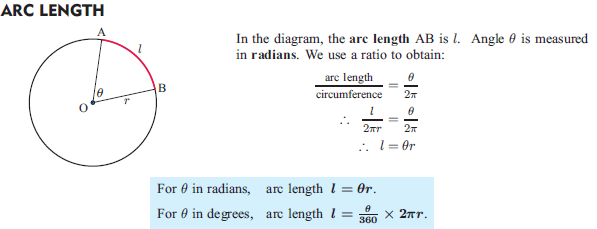 ARC LENGTH
A
l
B
θ
O
r
In the diagram, the arc length AB is l. Angle θ is measured
in radians. We use a ratio to obtain:
arc length / circumference = θ / 2π
∴ l / 2πr = θ / 2π
∴ l = θr
For θ in radians, arc length l = θr.
For θ in degrees, arc length l = θ/360 × 2πr.